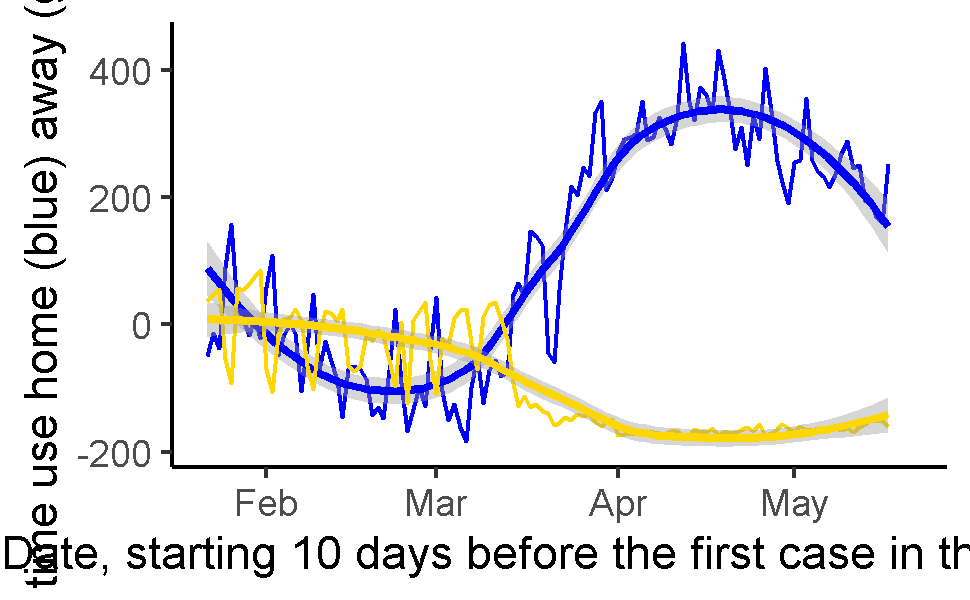 time use home (blue) away (
400
200
0
-200
Feb Mar Apr May
Date, starting 10 days before the first case in th